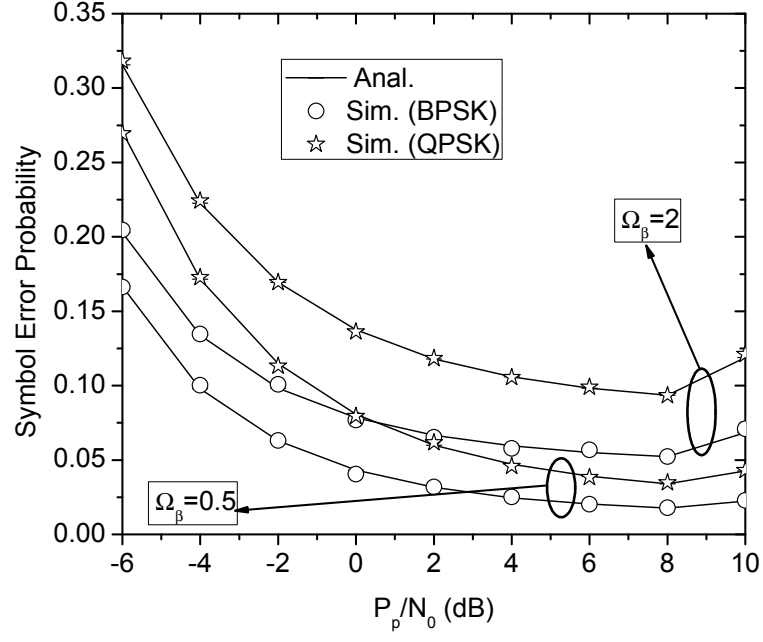 0.35
0.30
0.25
0.20
0.15
0.10
0.05
0.00
Symbol Error Probability
Anal.
Sim. (BPSK)
Sim. (QPSK)
Ω_β=2
Ω_β=0.5
-6 -4 -2 0 2 4 6 8 10
P_p/N_0 (dB)